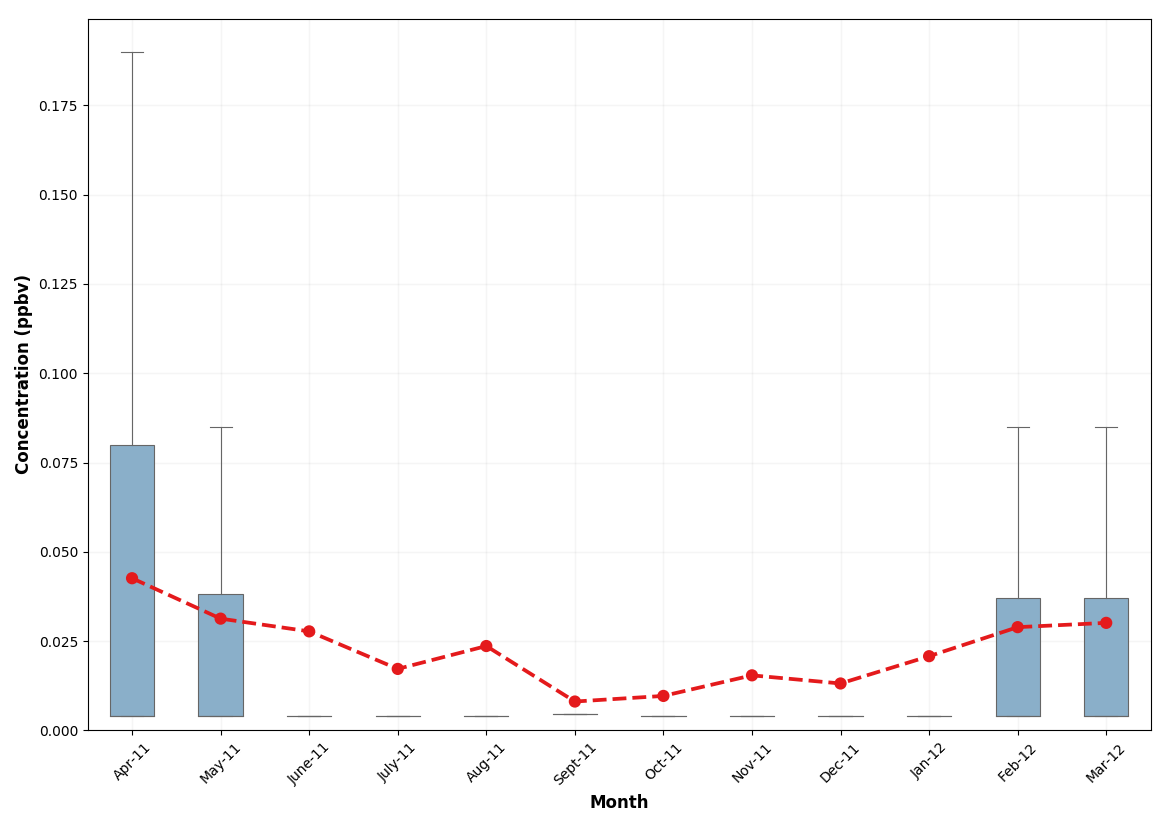 Concentration (ppbv)
0.175
0.150
0.125
0.100
0.075
0.050
0.025
0.000
Apr-11
May-11
June-11
July-11
Aug-11
Sept-11
Oct-11
Nov-11
Dec-11
Jan-12
Feb-12
Mar-12
Month